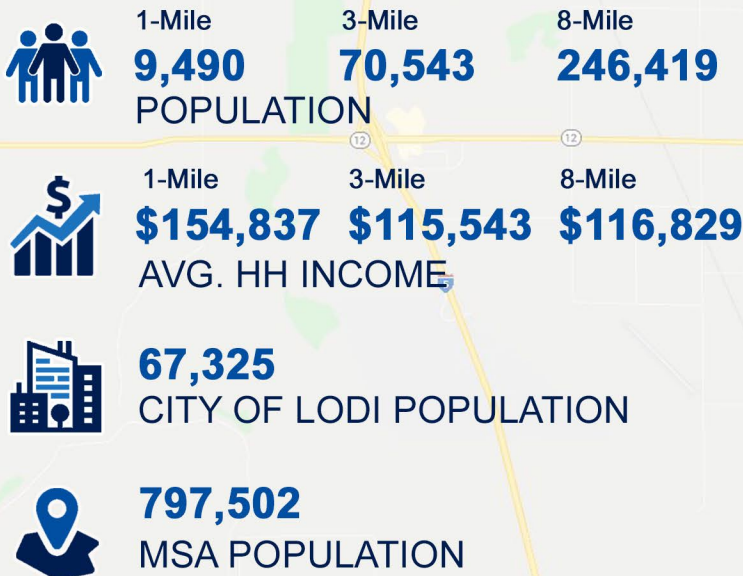 1-Mile 3-Mile 8-Mile
9,490 70,543 246,419
POPULATION
12 12
1-Mile 3-Mile 8-Mile
$154,837 $115,543 $116,829
AVG. HH INCOME
5
67,325
CITY OF LODI POPULATION
797,502
MSA POPULATION